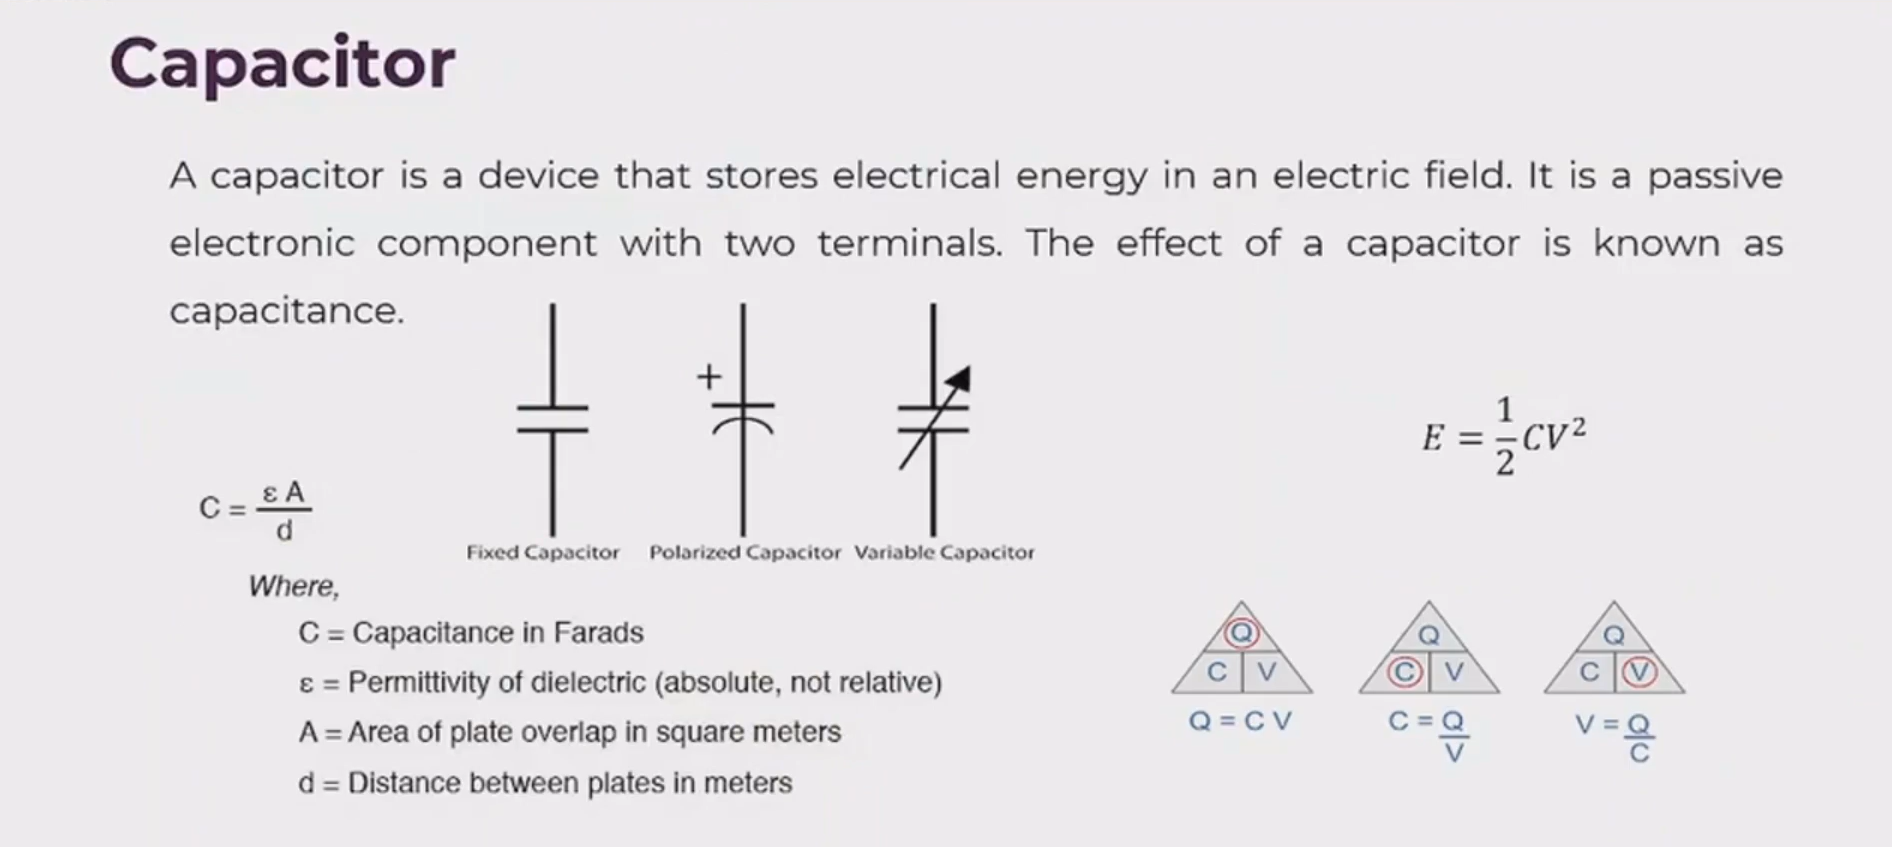 Capacitor
A capacitor is a device that stores electrical energy in an electric field. It is a passive
electronic component with two terminals. The effect of a capacitor is known as
capacitance.
+
E = 1/2 CV²
C = ε A / d
Fixed Capacitor Polarized Capacitor Variable Capacitor
Where,
C = Capacitance in Farads
ε = Permittivity of dielectric (absolute, not relative)
A = Area of plate overlap in square meters
d = Distance between plates in meters
Q
C V
Q = C V
Q
C V
C = Q / V
Q
C V
V = Q / C